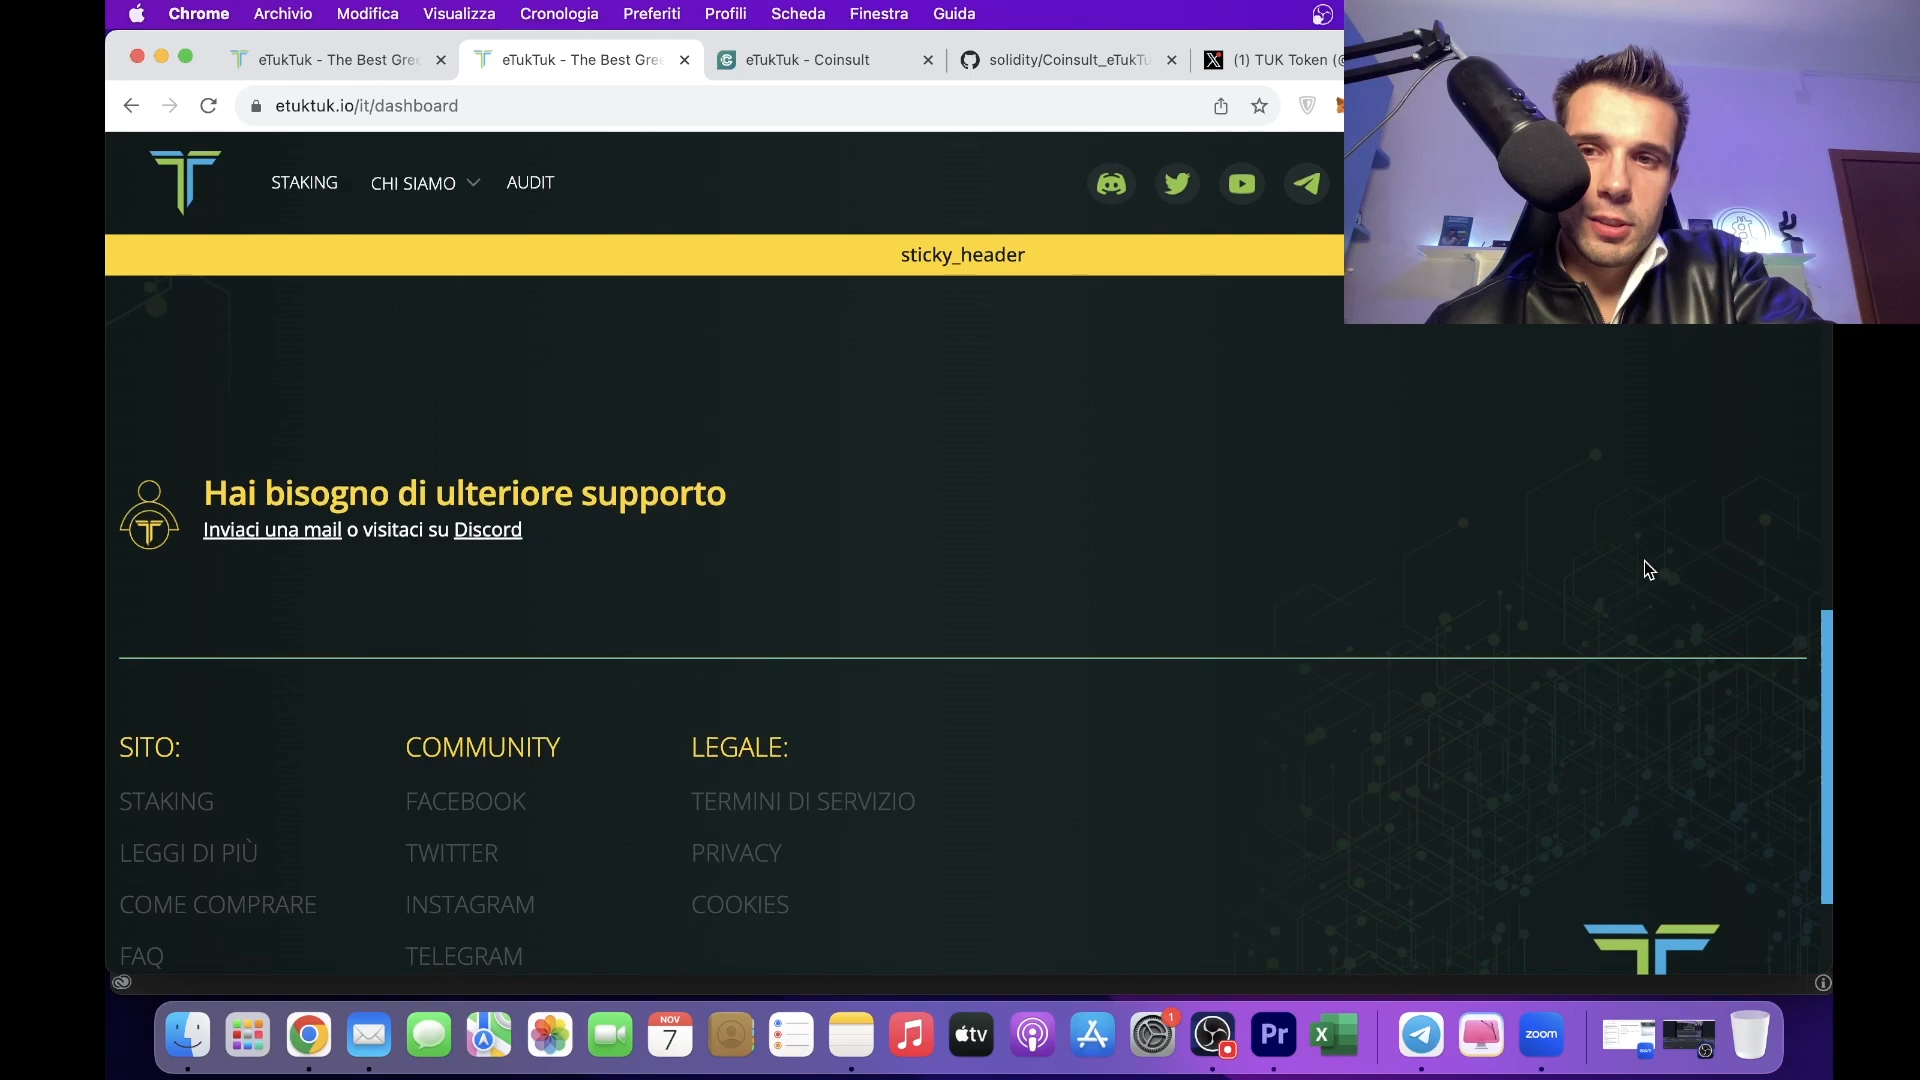 Chrome Archivio Modifica Visualizza Cronologia Preferiti Profili Scheda Finestra Guida
eTukTuk - The Best Gre
eTukTuk - The Best Gre
eTukTuk - Coinsult
solidity/Coinsult_eTukTu
(1) TUK Token (@
etuktuk.io/it/dashboard
STAKING CHI SIAMO AUDIT
sticky_header
Hai bisogno di ulteriore supporto
Inviaci una mail o visitaci su Discord
SITO:
STAKING
LEGGI DI PIÙ
COME COMPRARE
FAQ
COMMUNITY
FACEBOOK
TWITTER
INSTAGRAM
TELEGRAM
LEGALE:
TERMINI DI SERVIZIO
PRIVACY
COOKIES
NOV
7
tv
1
Pr
X
zoom